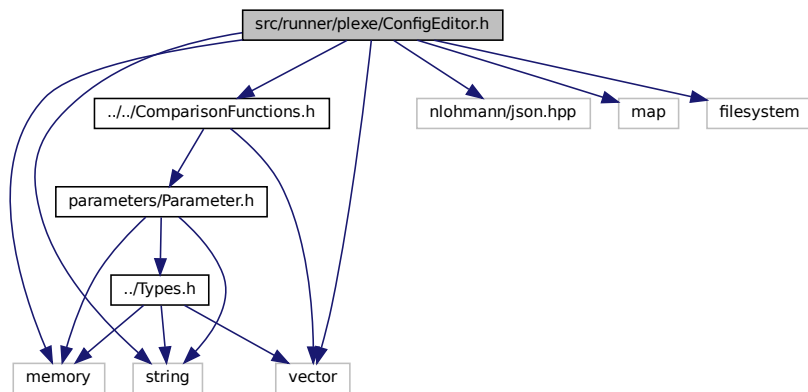 src/runner/plexe/ConfigEditor.h
../../ComparisonFunctions.h
nlohmann/json.hpp
map
filesystem
parameters/Parameter.h
../Types.h
memory
string
vector